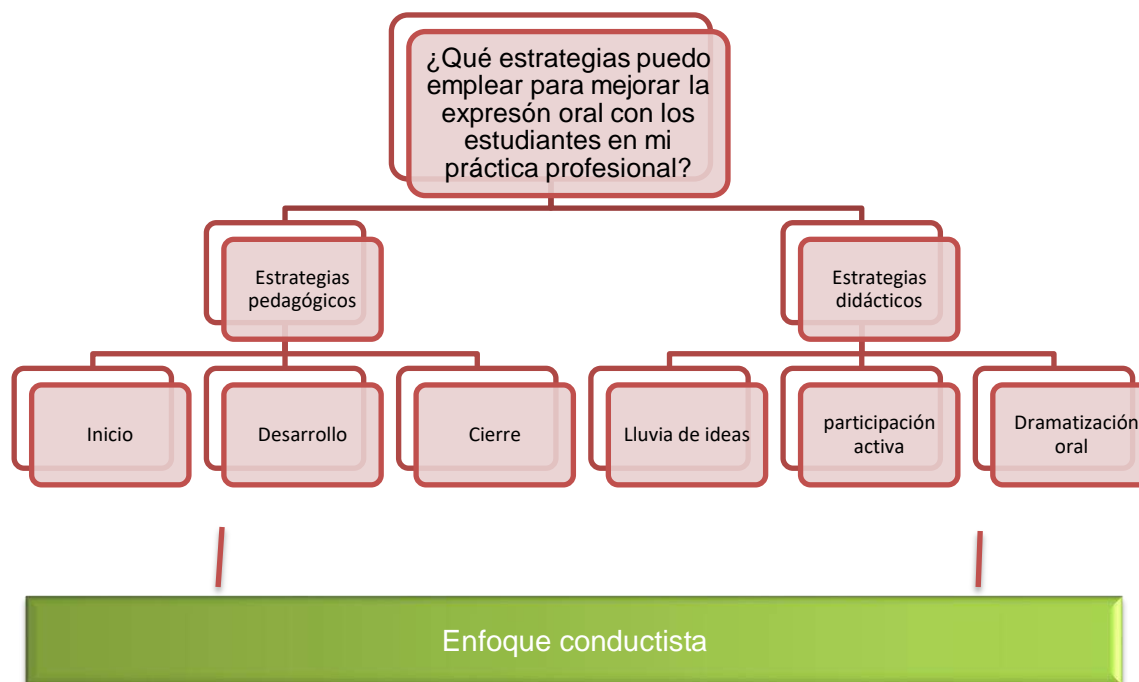 ¿Qué estrategias puedo
emplear para mejorar la
expresón oral con los
estudiantes en mi
práctica profesional?
Estrategias
pedagógicos
Estrategias
didácticos
Inicio
Desarrollo
Cierre
Lluvia de ideas
participación
activa
Dramatización
oral
Enfoque conductista